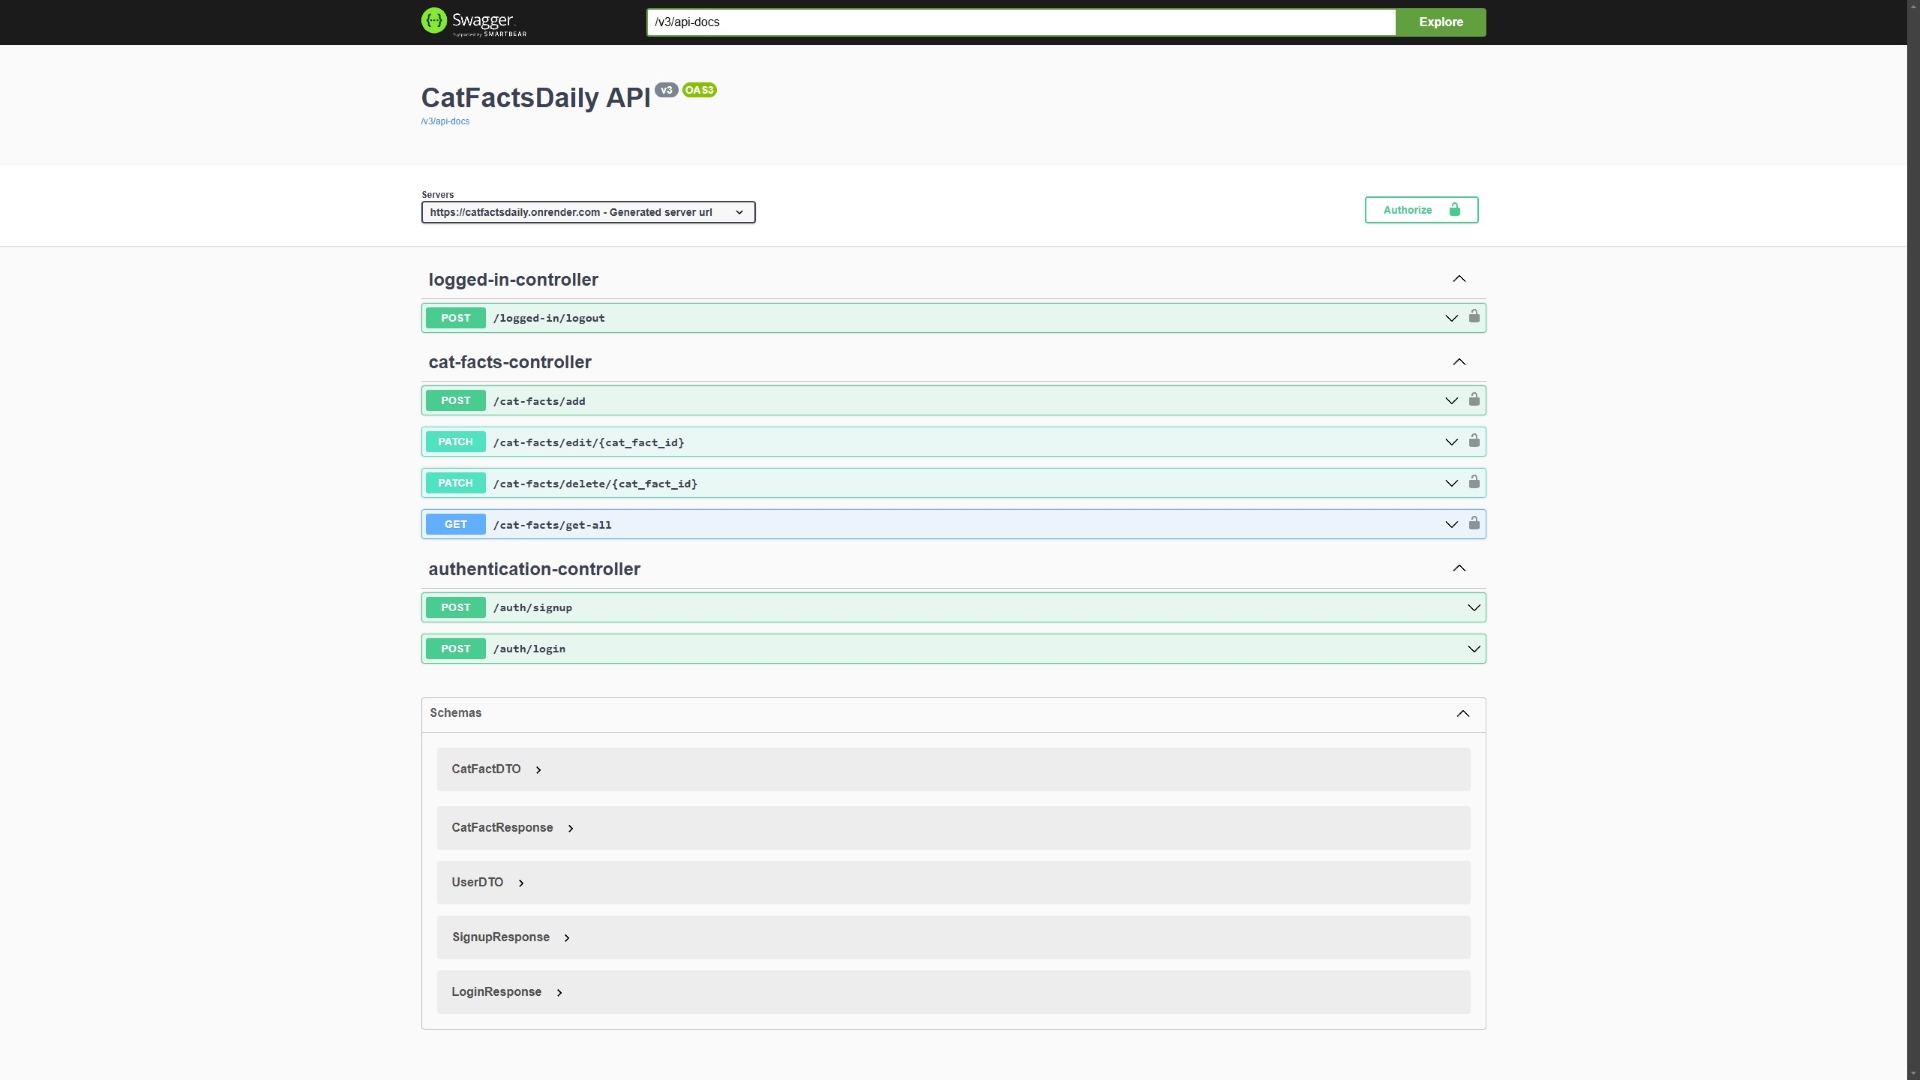 Swagger.
Supported by SMARTBEAR
/v3/api-docs
Explore
CatFactsDaily API v3 OAS3
/v3/api-docs
Servers
https://catfactsdaily.onrender.com - Generated server url
Authorize
logged-in-controller
POST /logged-in/logout
cat-facts-controller
POST /cat-facts/add
PATCH /cat-facts/edit/{cat_fact_id}
PATCH /cat-facts/delete/{cat_fact_id}
GET /cat-facts/get-all
authentication-controller
POST /auth/signup
POST /auth/login
Schemas
CatFactDTO
CatFactResponse
UserDTO
SignupResponse
LoginResponse